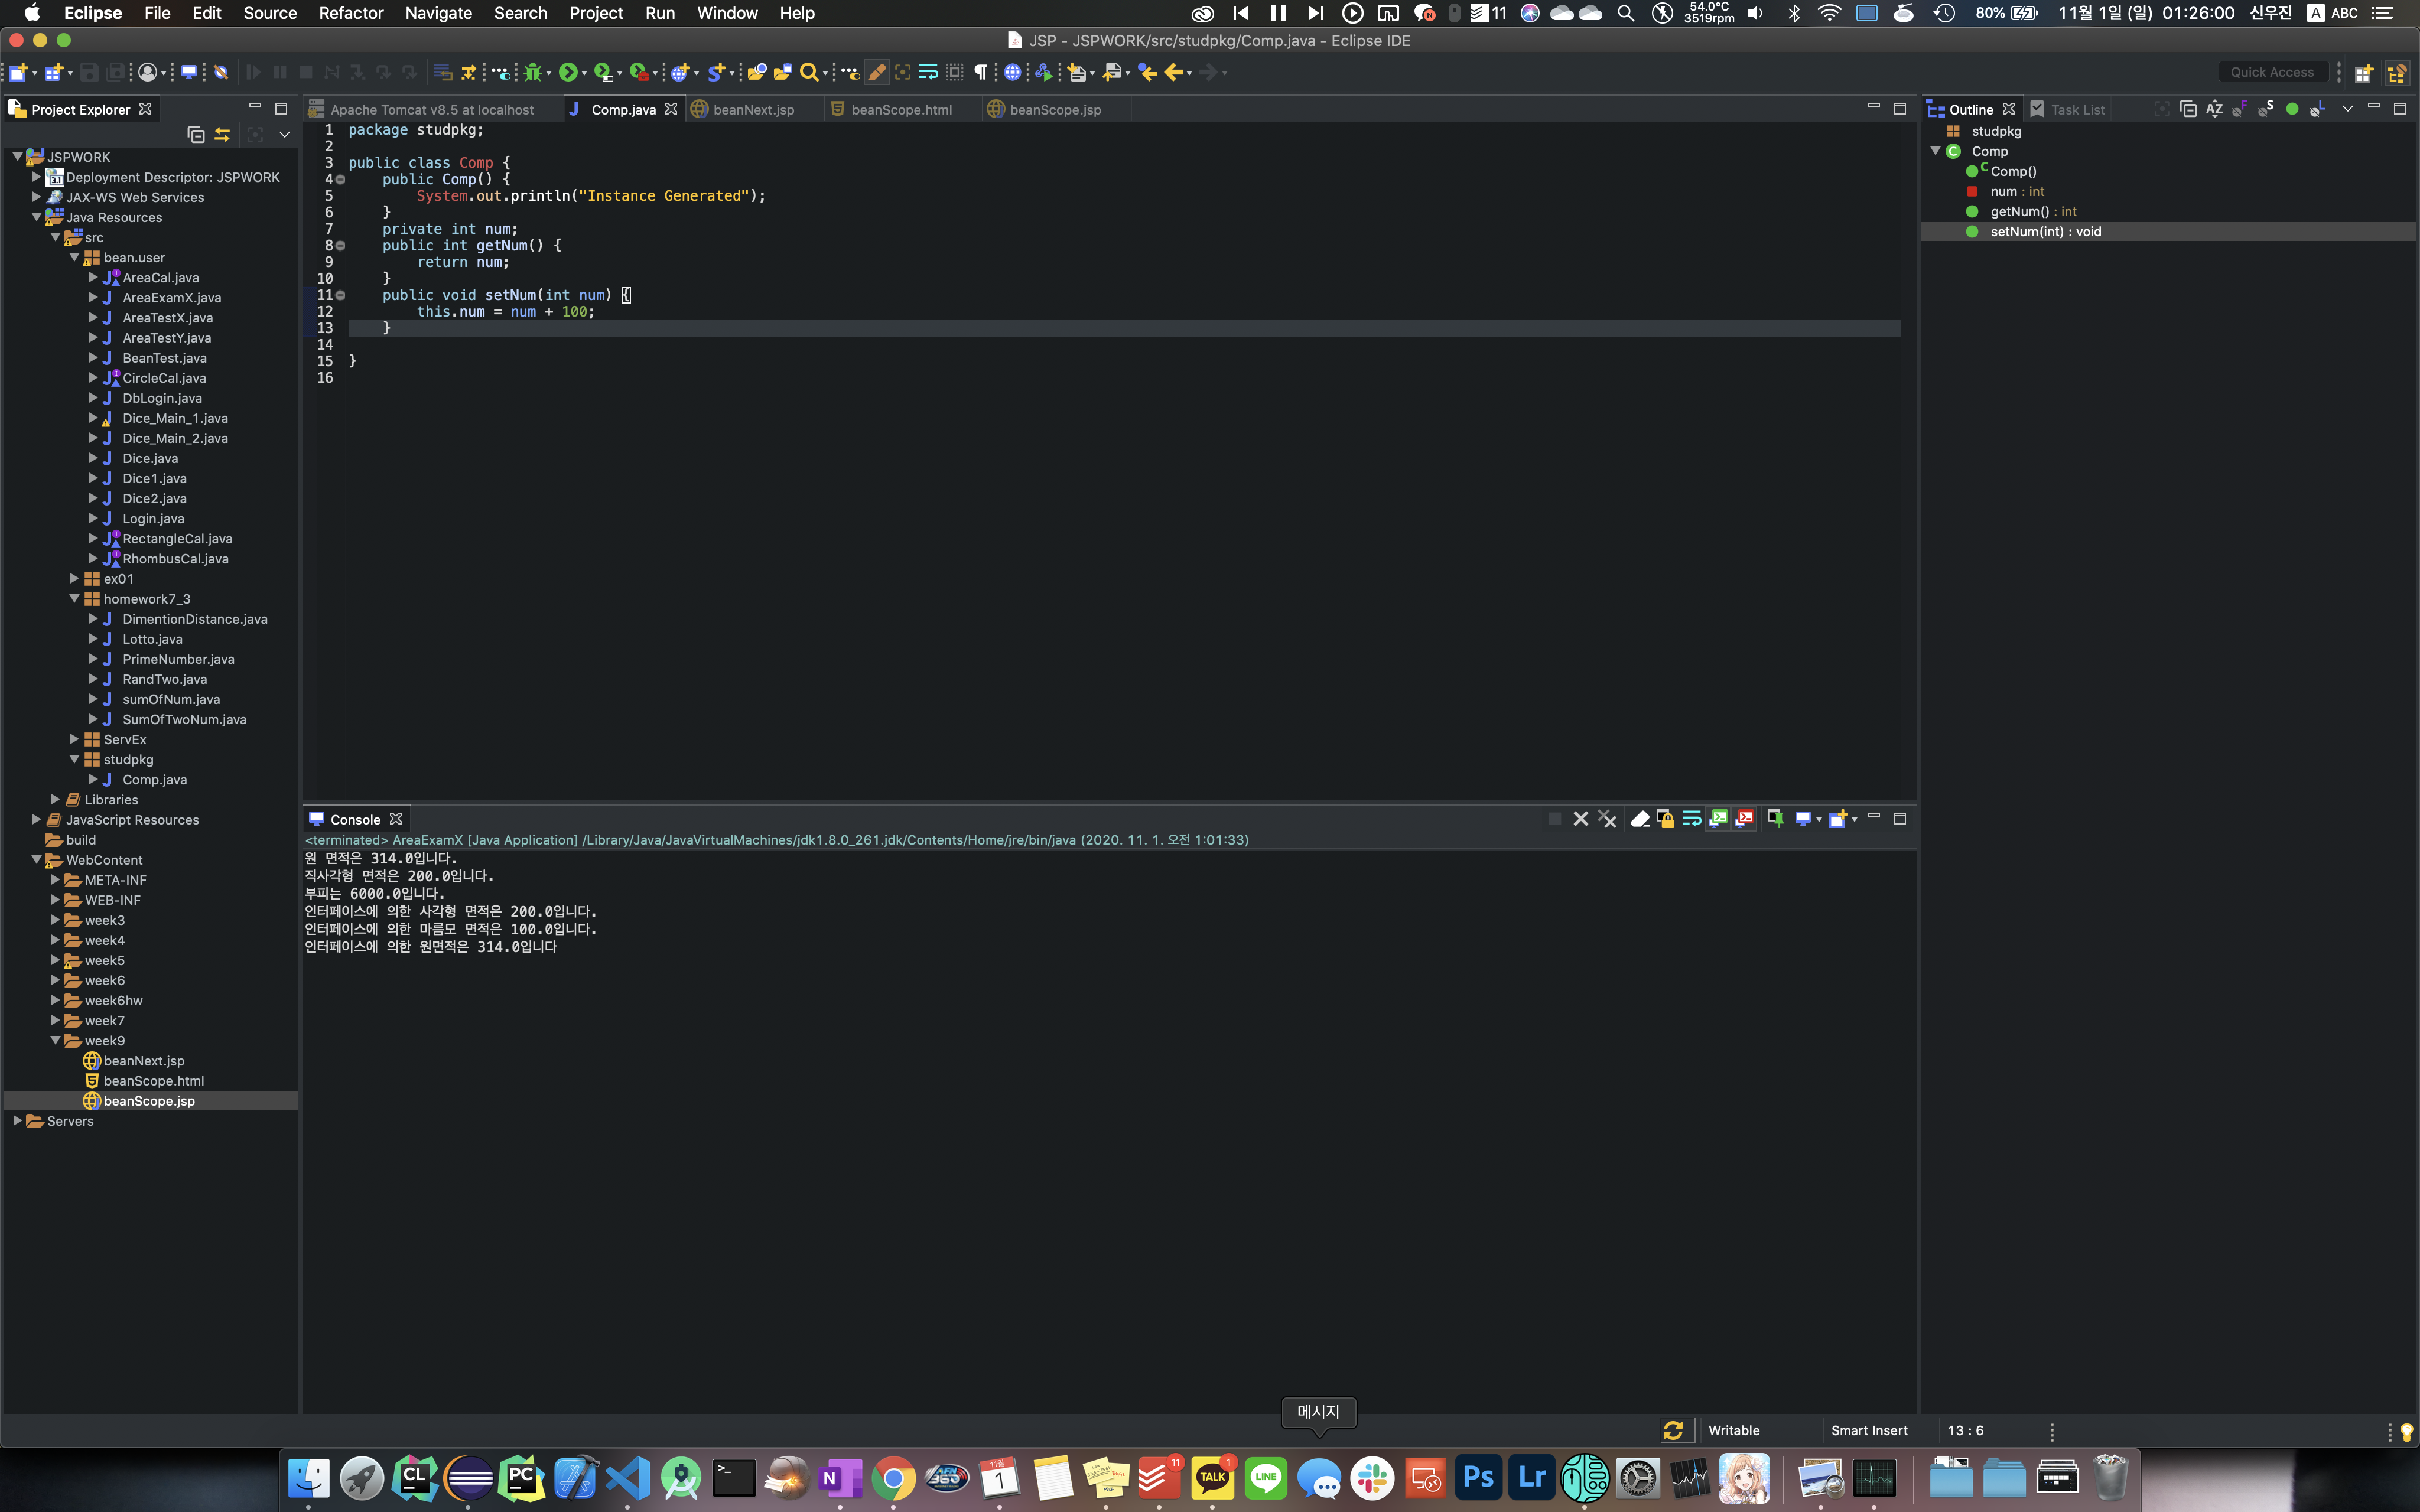 Eclipse File Edit Source Refactor Navigate Search Project Run Window Help 11 54.0°C 3519rpm 80% 11월 1일 (일) 01:26:00 신우진 A ABC
JSP - JSPWORK/src/studpkg/Comp.java - Eclipse IDE
Quick Access
Project Explorer
JSPWORK
Deployment Descriptor: JSPWORK
JAX-WS Web Services
Java Resources
src
bean.user
AreaCal.java
AreaExamX.java
AreaTestX.java
AreaTestY.java
BeanTest.java
CircleCal.java
DbLogin.java
Dice_Main_1.java
Dice_Main_2.java
Dice.java
Dice1.java
Dice2.java
Login.java
RectangleCal.java
RhombusCal.java
ex01
homework7_3
DimentionDistance.java
Lotto.java
PrimeNumber.java
RandTwo.java
sumOfNum.java
SumOfTwoNum.java
ServEx
studpkg
Comp.java
Libraries
JavaScript Resources
build
WebContent
META-INF
WEB-INF
week3
week4
week5
week6
week6hw
week7
week9
beanNext.jsp
beanScope.html
beanScope.jsp
Servers
Apache Tomcat v8.5 at localhost Comp.java beanNext.jsp beanScope.html beanScope.jsp
1 package studpkg;
2
3 public class Comp {
4 public Comp() {
5 System.out.println("Instance Generated");
6 }
7 private int num;
8 public int getNum() {
9 return num;
10 }
11 public void setNum(int num) {
12 this.num = num + 100;
13 }
14
15 }
16
Console
<terminated> AreaExamX [Java Application] /Library/Java/JavaVirtualMachines/jdk1.8.0_261.jdk/Contents/Home/jre/bin/java (2020. 11. 1. 오전 1:01:33)
원 면적은 314.0입니다.
직사각형 면적은 200.0입니다.
부피는 6000.0입니다.
인터페이스에 의한 사각형 면적은 200.0입니다.
인터페이스에 의한 마름모 면적은 100.0입니다.
인터페이스에 의한 원면적은 314.0입니다
Outline Task List
studpkg
Comp
Comp()
num : int
getNum() : int
setNum(int) : void
메시지
Writable Smart Insert 13 : 6
CL PC N 11월 1 11 TALK 1 LINE Ps Lr